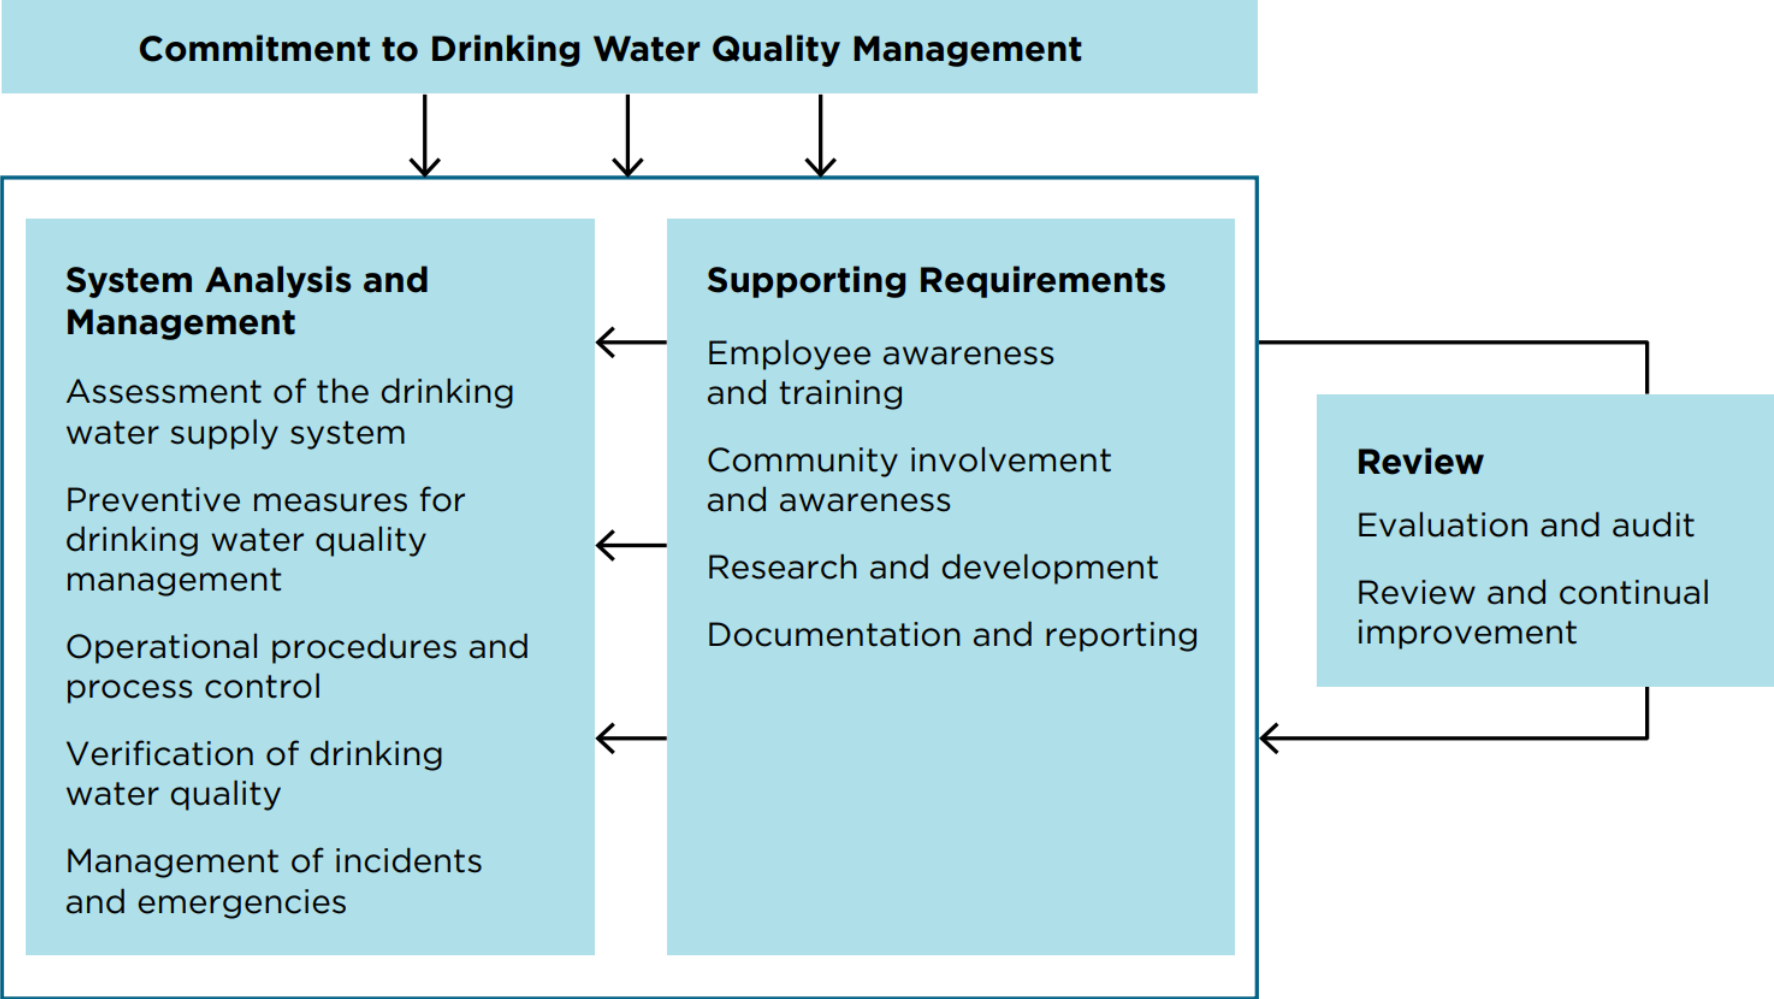 Commitment to Drinking Water Quality Management
System Analysis and
Management
Assessment of the drinking
water supply system
Preventive measures for
drinking water quality
management
Operational procedures and
process control
Verification of drinking
water quality
Management of incidents
and emergencies
Supporting Requirements
Employee awareness
and training
Community involvement
and awareness
Research and development
Documentation and reporting
Review
Evaluation and audit
Review and continual
improvement